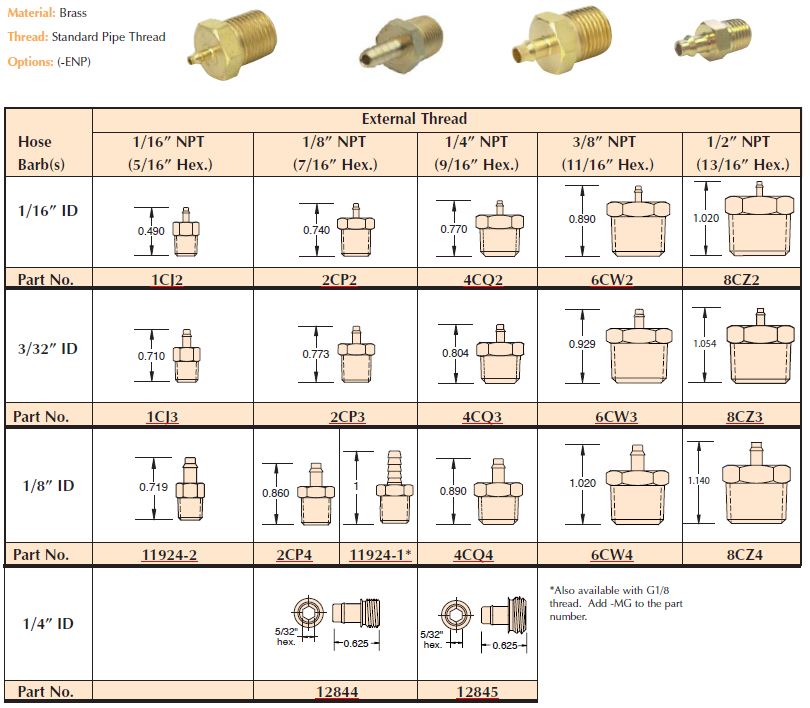 Material: Brass
Thread: Standard Pipe Thread
Options: (-ENP)
External Thread
Hose Barb(s)
1/16" NPT (5/16" Hex.)
1/8" NPT (7/16" Hex.)
1/4" NPT (9/16" Hex.)
3/8" NPT (11/16" Hex.)
1/2" NPT (13/16" Hex.)
1/16" ID
0.490
0.740
0.770
0.890
1.020
Part No. 1CJ2 2CP2 4CQ2 6CW2 8CZ2
3/32" ID
0.710
0.773
0.804
0.929
1.054
Part No. 1CJ3 2CP3 4CQ3 6CW3 8CZ3
1/8" ID
0.719
0.860
1
0.890
1.020
1.140
Part No. 11924-2 2CP4 11924-1* 4CQ4 6CW4 8CZ4
1/4" ID
5/32"
hex.
0.625
5/32"
hex.
0.625
*Also available with G1/8
thread. Add -MG to the part
number.
Part No. 12844 12845